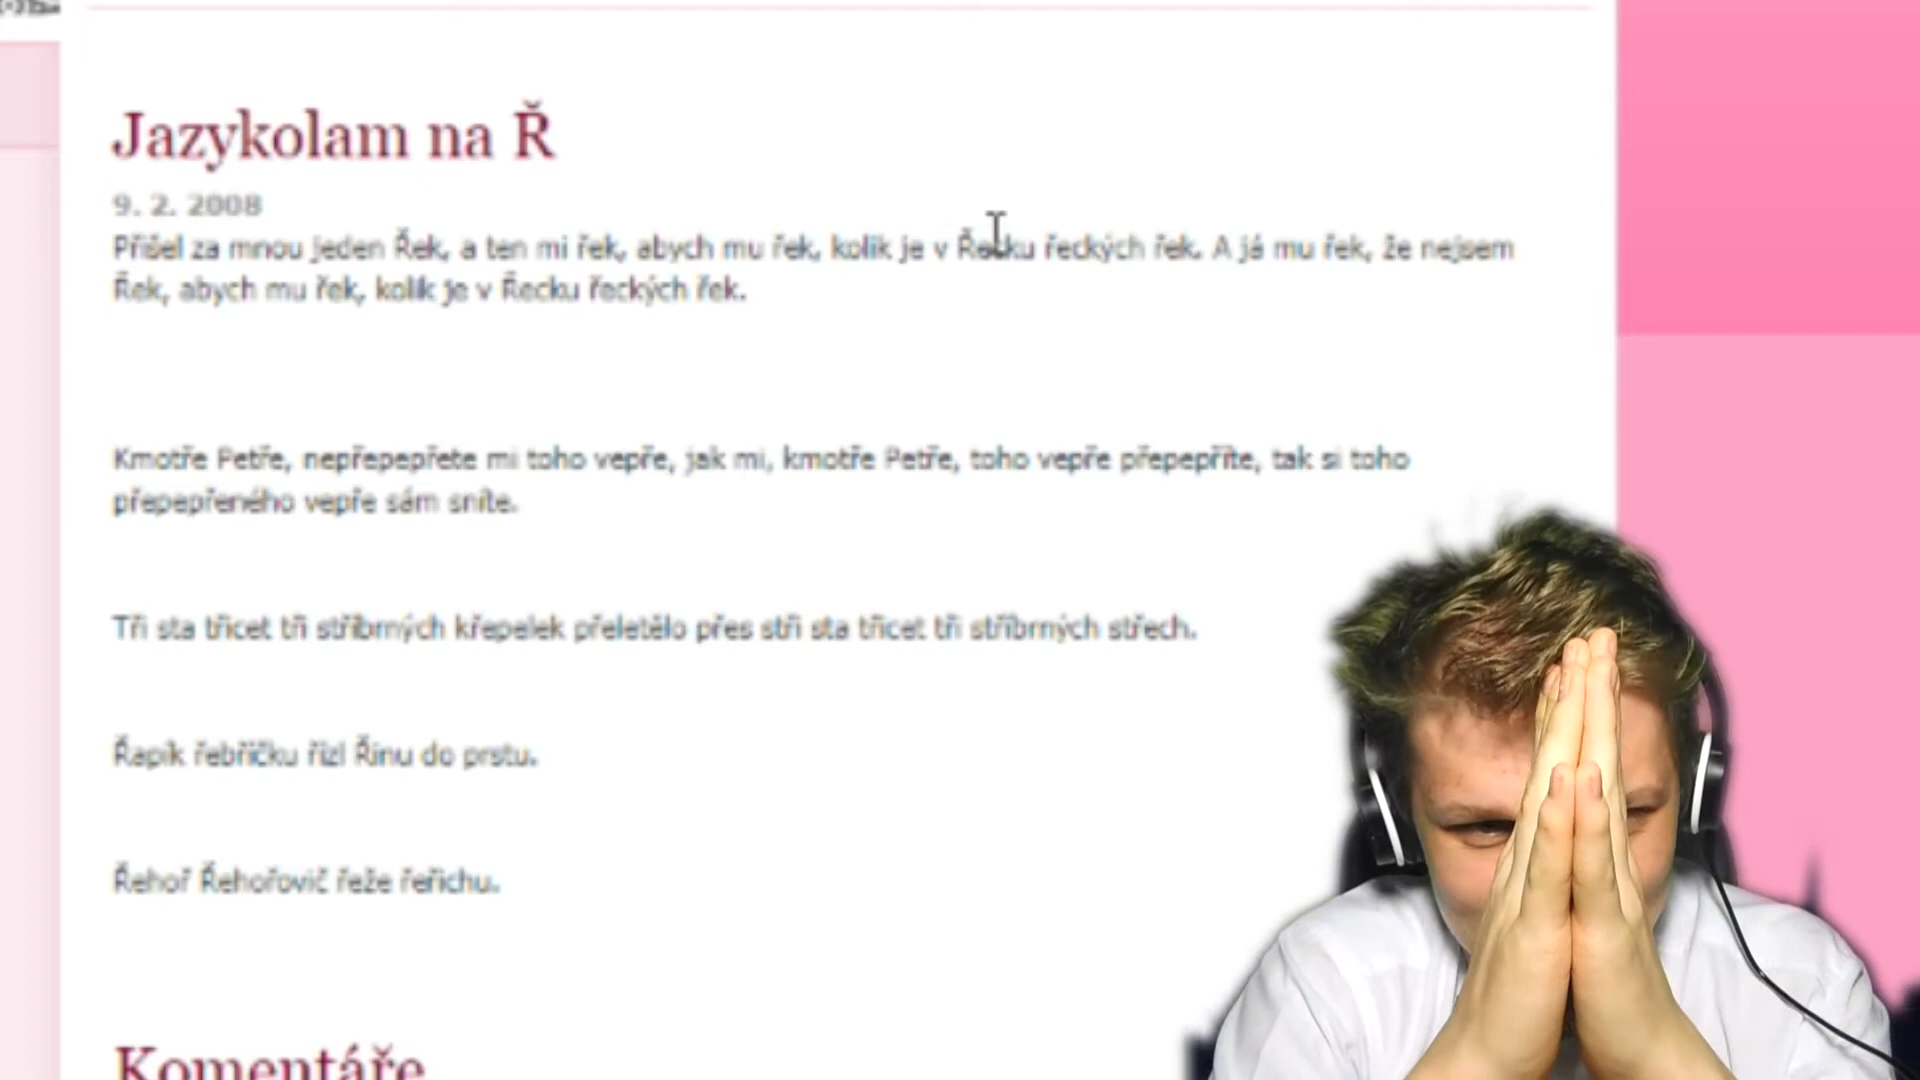 Jazykolam na Ř
9. 2. 2008
Přišel za mnou jeden Řek, a ten mi řek, abych mu řek, kolik je v Řecku řeckých řek. A já mu řek, že nejsem
Řek, abych mu řek, kolik je v Řecku řeckých řek.
Kmotře Petře, nepřepepřete mi toho vepře, jak mi, kmotře Petře, toho vepře přepepříte, tak si toho
přepepřeného vepře sám sníte.
Tři sta třicet tři stříbrných křepelek přeletělo přes stři sta třicet tři stříbrných střech.
Řapík řebříčku řízl Řinu do prstu.
Řehoř Řehořovič řeže řeřichu.
Komentáře